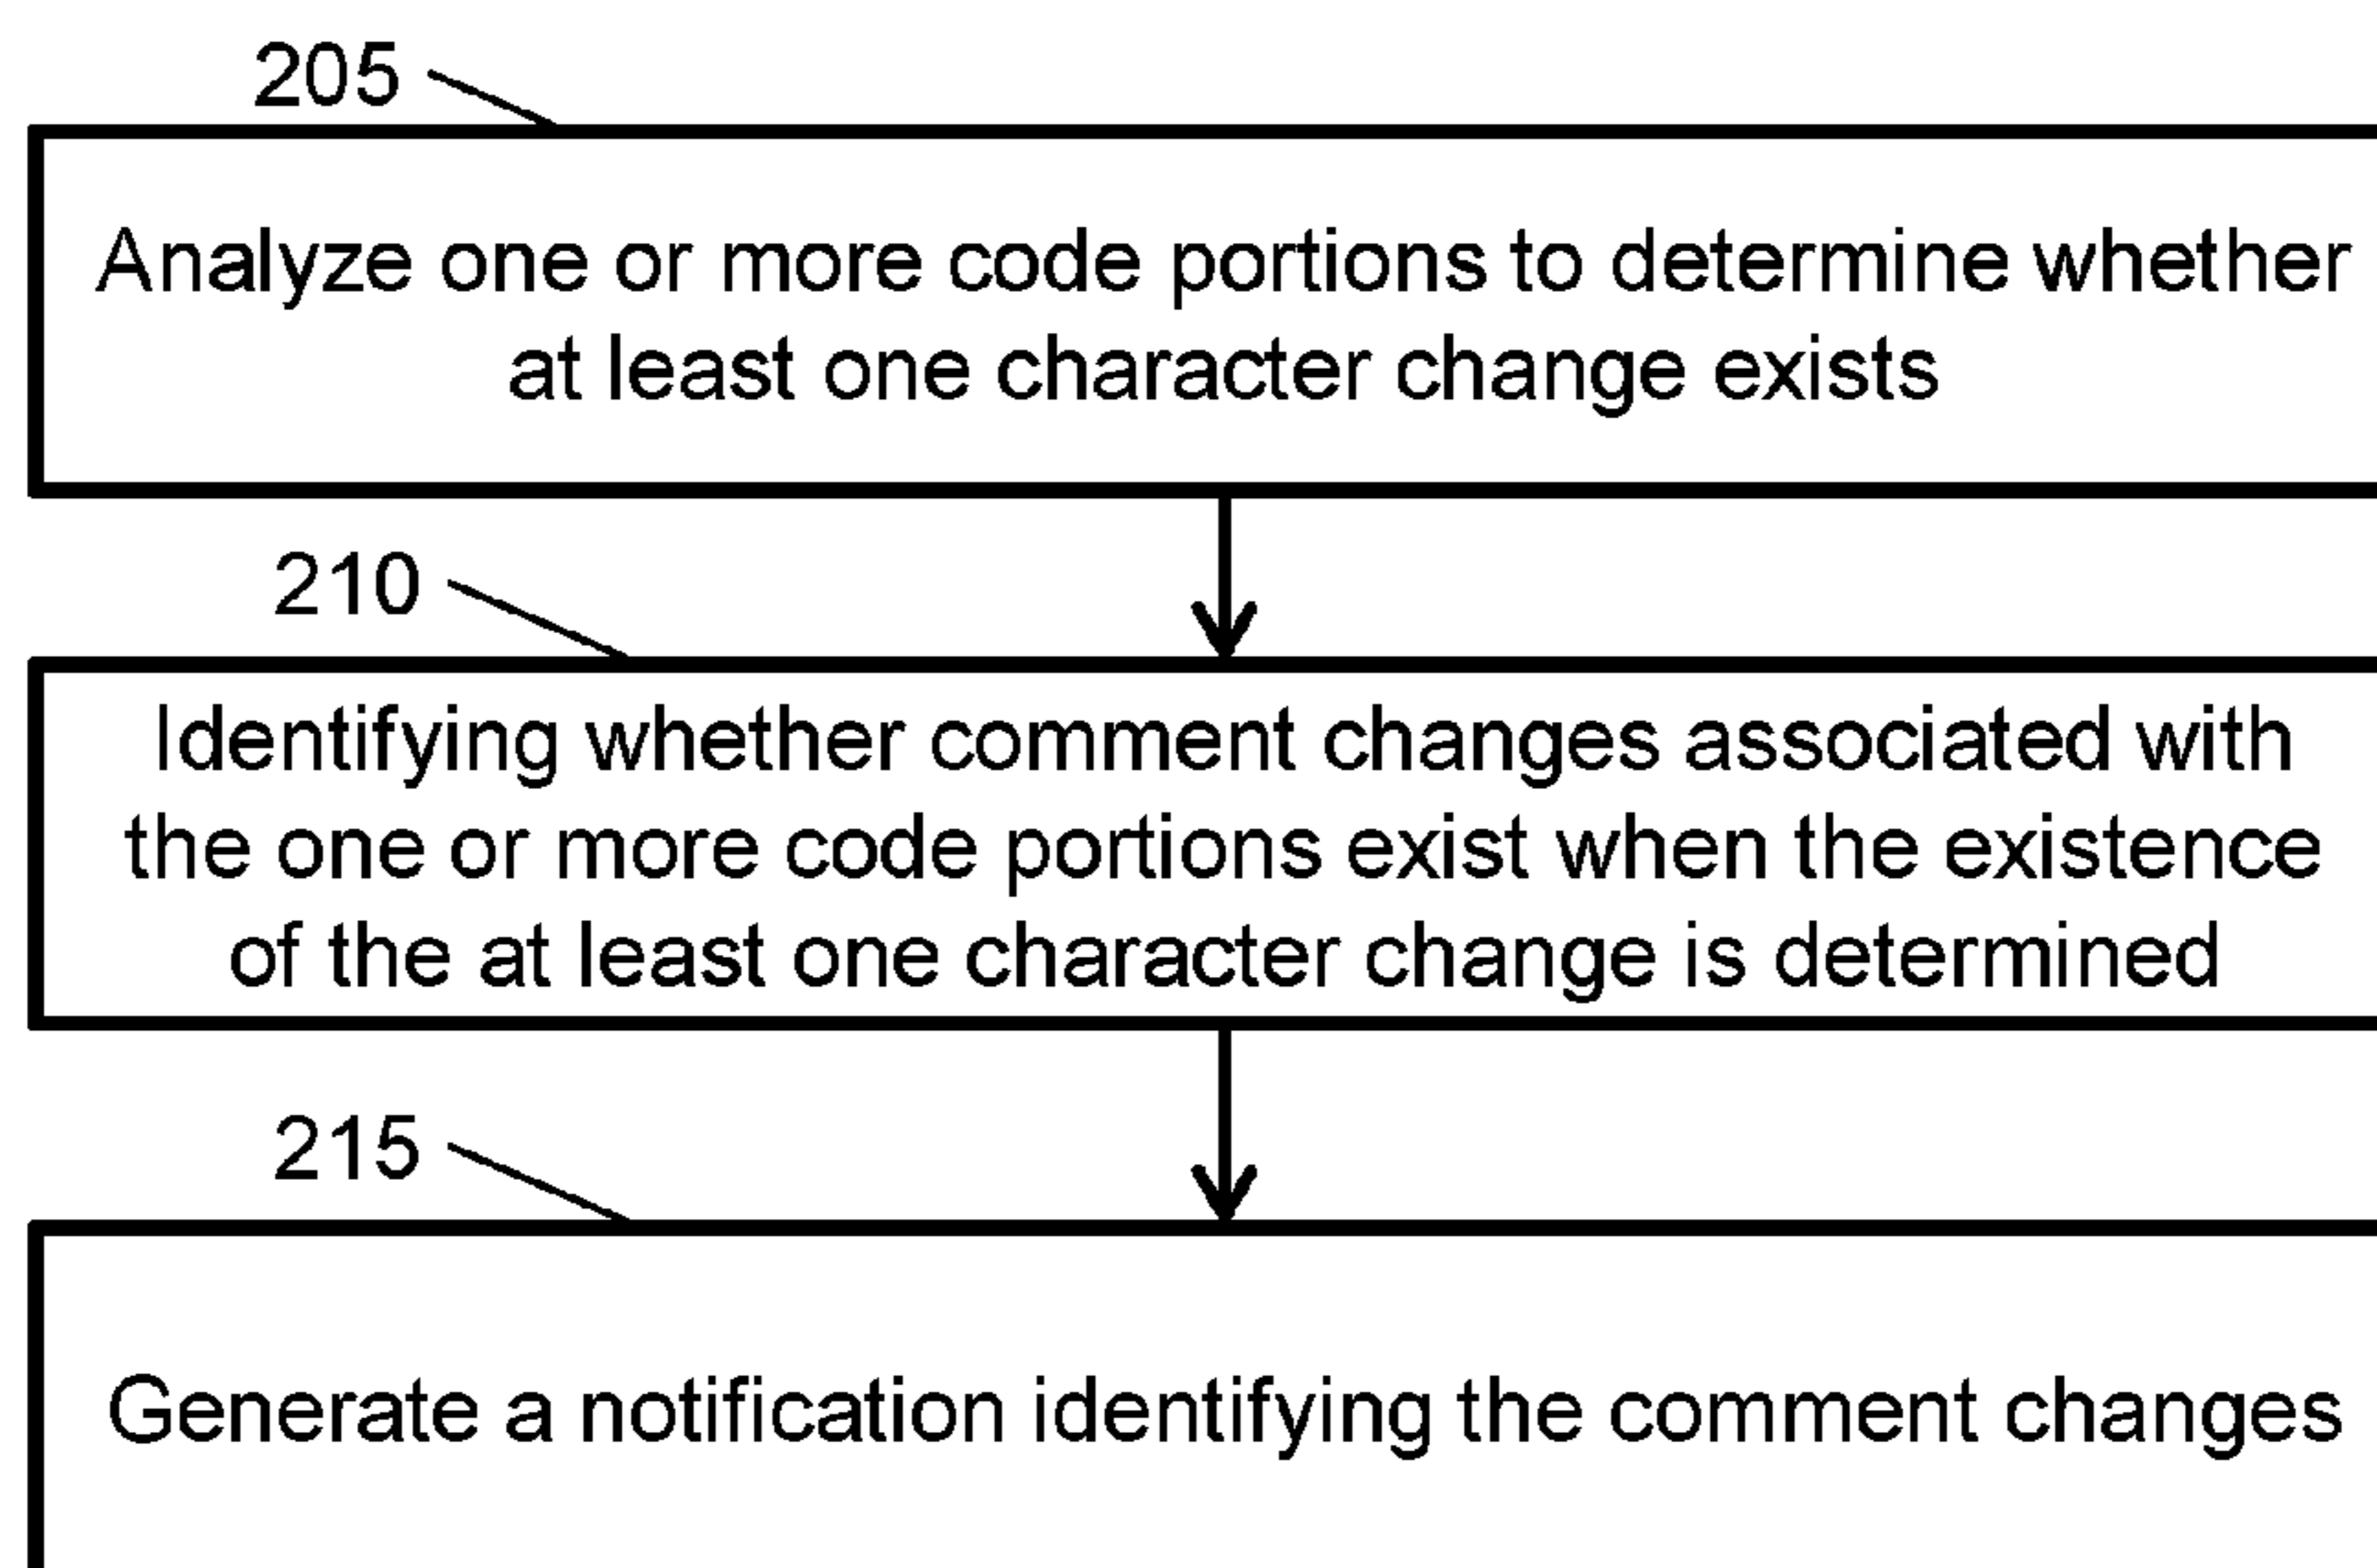 205
Analyze one or more code portions to determine whether
at least one character change exists
210
Identifying whether comment changes associated with
the one or more code portions exist when the existence
of the at least one character change is determined
215
Generate a notification identifying the comment changes